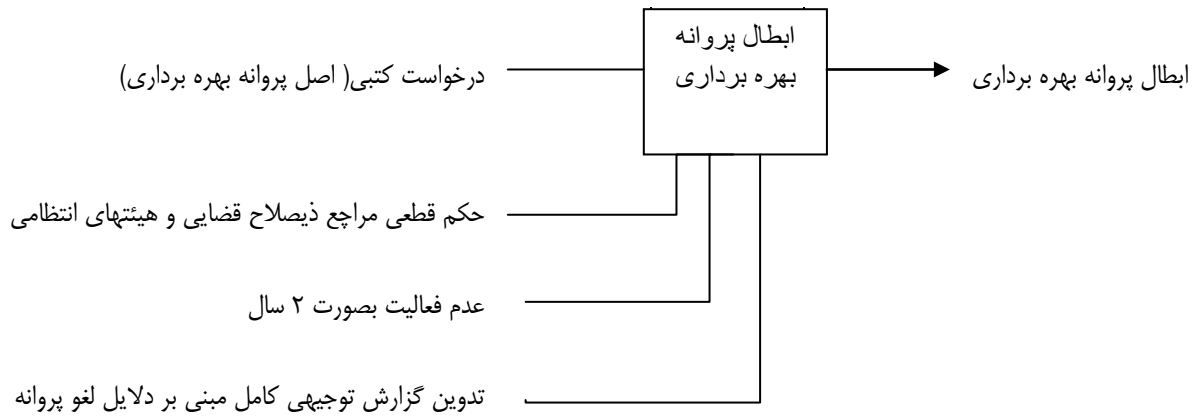 ابطال پروانه
بهره برداری
درخواست کتبی( اصل پروانه بهره برداری)
ابطال پروانه بهره برداری
حکم قطعی مراجع ذیصلاح قضایی و هیئتهای انتظامی
عدم فعالیت بصورت ۲ سال
تدوین گزارش توجیهی کامل مبنی بر دلایل لغو پروانه